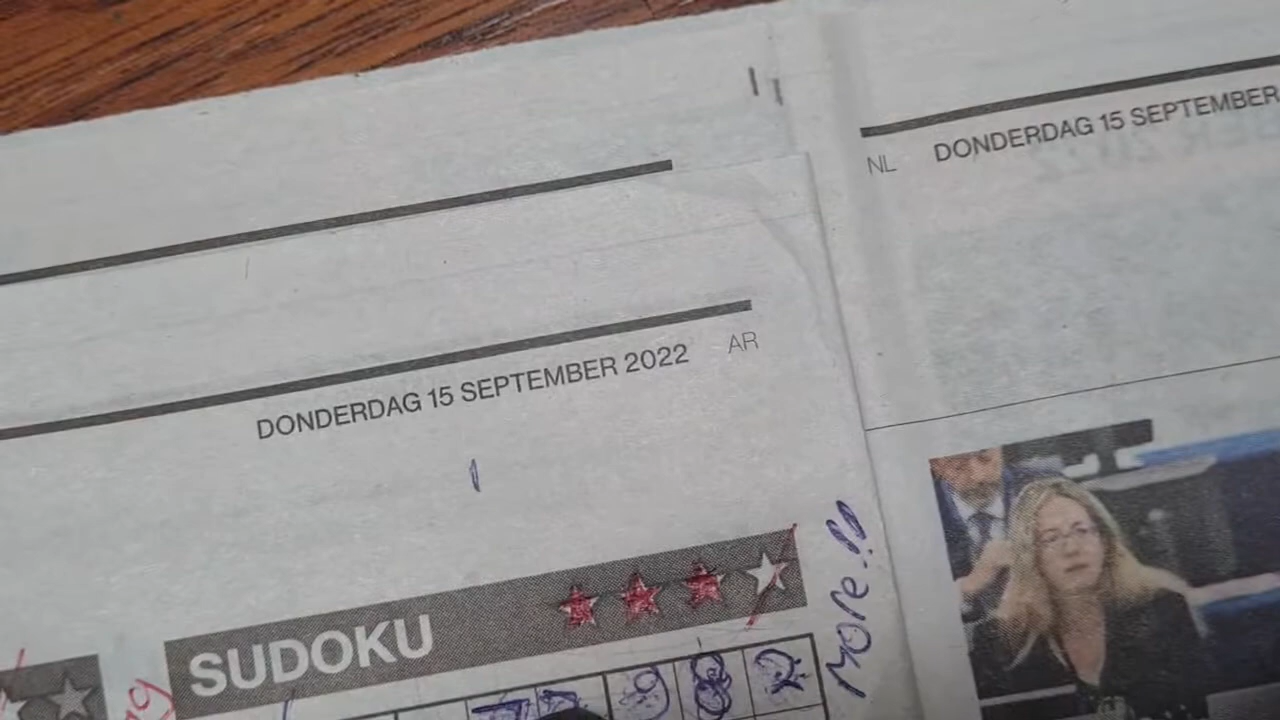 NL DONDERDAG 15 SEPTEMBER
DONDERDAG 15 SEPTEMBER 2022 AR
SUDOKU
More!!